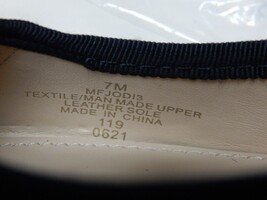 7M
MFJODI3
TEXTILE/MAN MADE UPPER
LEATHER SOLE
MADE IN CHINA
119
0621